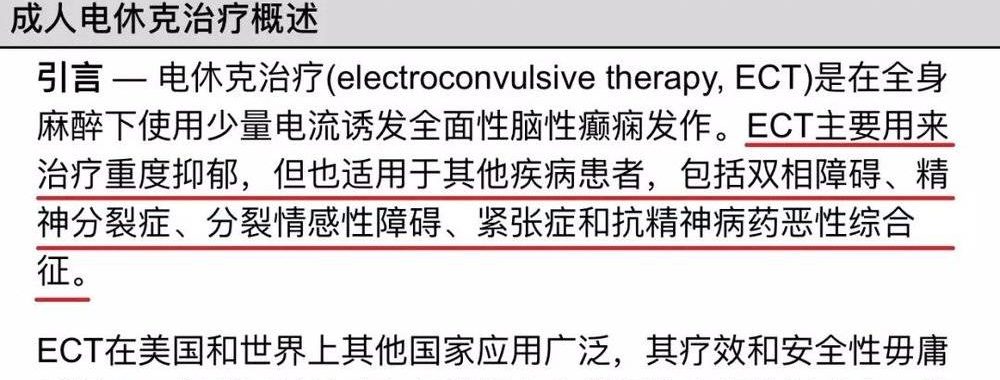 成人电休克治疗概述
引言 — 电休克治疗(electroconvulsive therapy, ECT)是在全身
麻醉下使用少量电流诱发全面性脑性癫痫发作。ECT主要用来
治疗重度抑郁，但也适用于其他疾病患者，包括双相障碍、精
神分裂症、分裂情感性障碍、紧张症和抗精神病药恶性综合
征。
ECT在美国和世界上其他国家应用广泛，其疗效和安全性毋庸